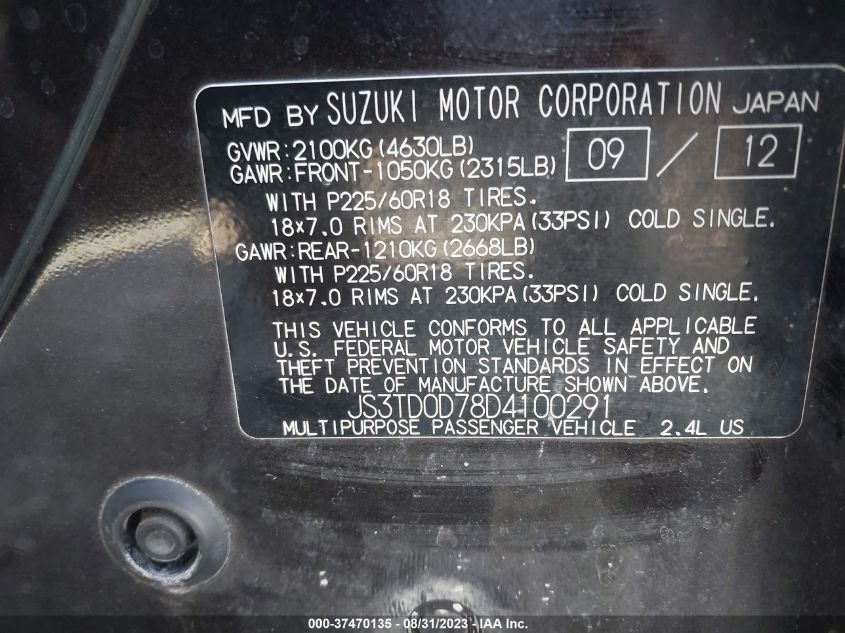 MFD BY SUZUKI MOTOR CORPORATION JAPAN
GVWR:2100KG(4630LB)
GAWR:FRONT-1050KG(2315LB) 09 / 12
WITH P225/60R18 TIRES.
18×7.0 RIMS AT 230KPA(33PSI) COLD SINGLE.
GAWR:REAR-1210KG(2668LB)
WITH P225/60R18 TIRES.
18×7.0 RIMS AT 230KPA(33PSI) COLD SINGLE.
THIS VEHICLE CONFORMS TO ALL APPLICABLE
U.S. FEDERAL MOTOR VEHICLE SAFETY AND
THEFT PREVENTION STANDARDS IN EFFECT ON
THE DATE OF MANUFACTURE SHOWN ABOVE.
JS3TD0D78D4100291
MULTIPURPOSE PASSENGER VEHICLE 2.4L US
000-37470135 - 08/31/2023 - IAA Inc.